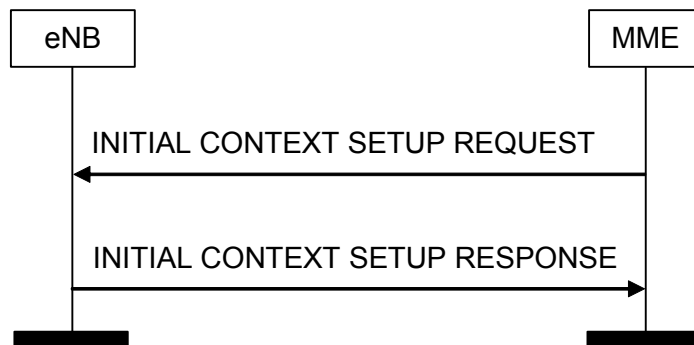 eNB
MME
INITIAL CONTEXT SETUP REQUEST
INITIAL CONTEXT SETUP RESPONSE